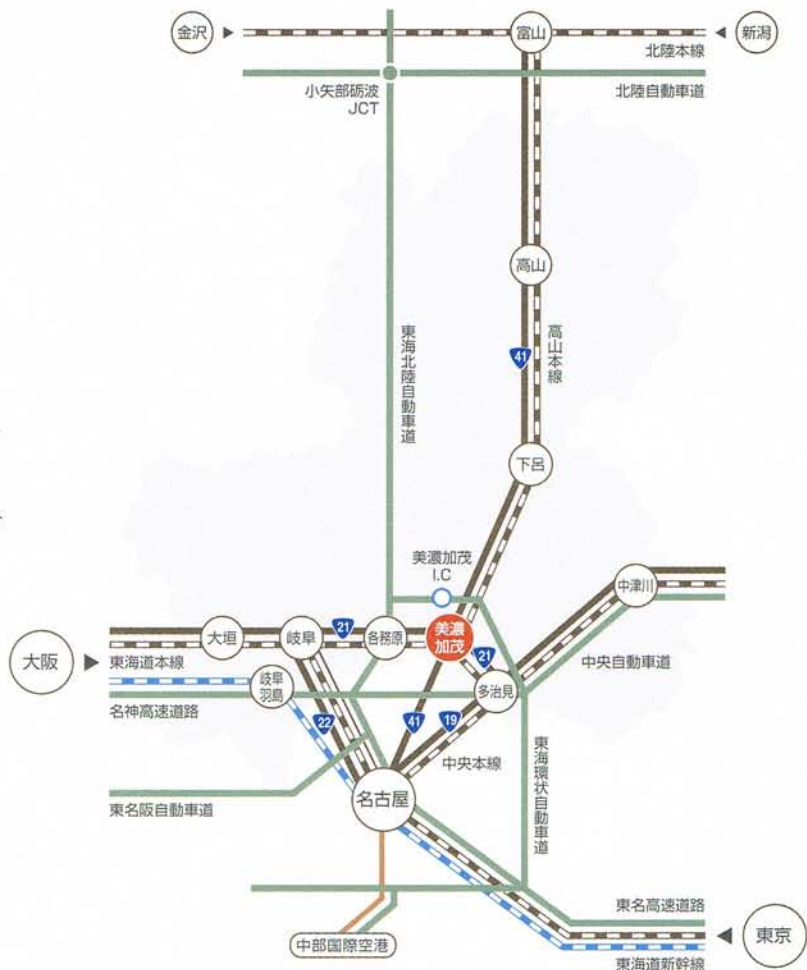 金沢
富山
新潟
北陸本線
小矢部砺波
JCT
北陸自動車道
高山
東海北陸自動車道
41
高山本線
下呂
美濃加茂
I.C
中津川
大垣
岐阜
21
各務原
美濃
加茂
21
大阪
東海道本線
中央自動車道
岐阜
羽島
多治見
名神高速道路
22
41
19
中央本線
東海環状自動車道
名古屋
東名阪自動車道
東名高速道路
東京
中部国際空港
東海道新幹線